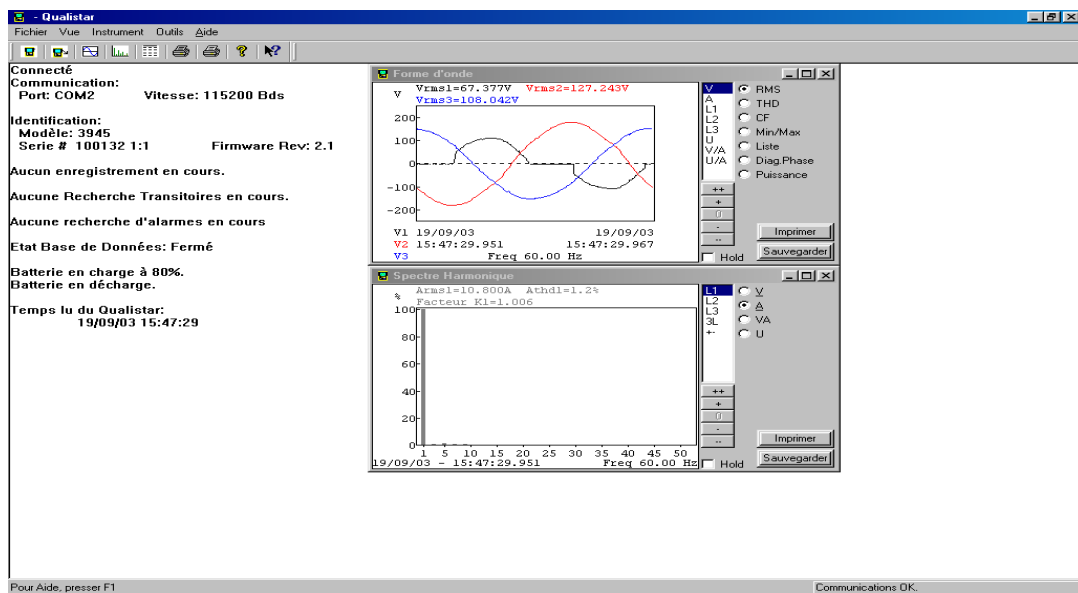 - Qualistar
Fichier Vue Instrument Outils Aide
Connecté
Communication:
Port: COM2 Vitesse: 115200 Bds
Identification:
Modèle: 3945
Serie # 100132 1:1 Firmware Rev: 2.1
Aucun enregistrement en cours.
Aucune Recherche Transitoires en cours.
Aucune recherche d'alarmes en cours
Etat Base de Données: Fermé
Batterie en charge à 80%.
Batterie en décharge.
Temps lu du Qualistar:
19/09/03 15:47:29
Forme d'onde
V Vrms1=67.377V Vrms2=127.243V
Vrms3=108.042V
200
100
0
-100
-200
V1 19/09/03 19/09/03
V2 15:47:29.951 15:47:29.967
V3 Freq 60.00 Hz
V
A
L1
L2
L3
U
V/A
U/A
++
+
0
-
--
RMS
THD
CF
Min/Max
Liste
Diag.Phase
Puissance
Imprimer
Hold Sauvegarder
Spectre Harmonique
% Arms1=10.800A Athd1=1.2%
Facteur K1=1.006
100
80
60
40
20
0
1 5 10 15 20 25 30 35 40 45 50
19/09/03 - 15:47:29.951 Freq 60.00 Hz
L1
L2
L3
3L
+-
++
+
0
-
--
V
A
VA
U
Imprimer
Hold Sauvegarder
Pour Aide, presser F1 Communications OK.